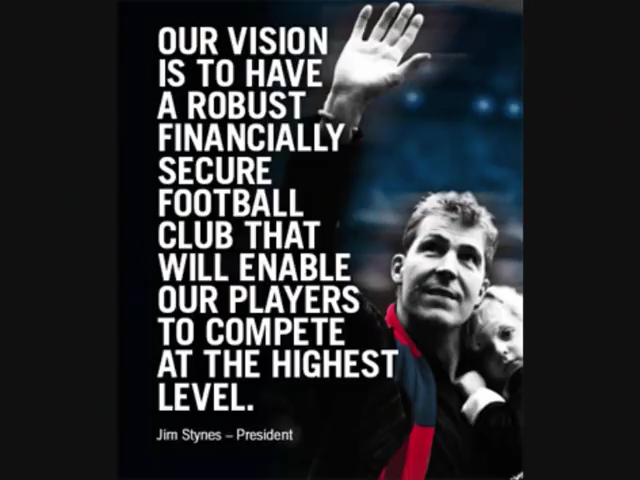 OUR VISION
IS TO HAVE
A ROBUST
FINANCIALLY
SECURE
FOOTBALL
CLUB THAT
WILL ENABLE
OUR PLAYERS
TO COMPETE
AT THE HIGHEST
LEVEL.
Jim Stynes – President